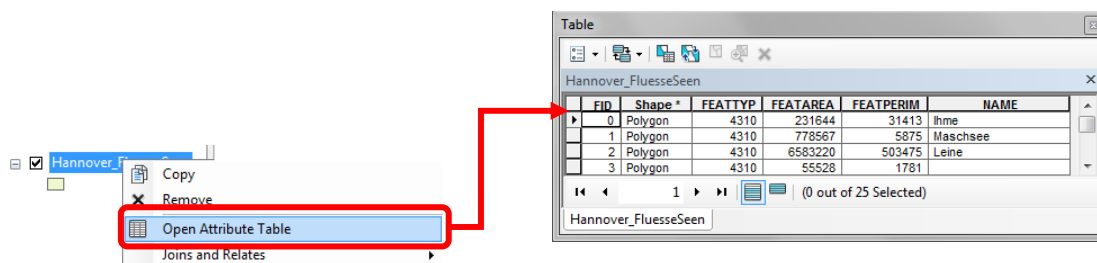 Hannover_F
Copy
Remove
Open Attribute Table
Joins and Relates
Table
Hannover_FluesseSeen
FID Shape * FEATTYP FEATAREA FEATPERIM NAME
0 Polygon 4310 231644 31413 Ihme
1 Polygon 4310 778567 5875 Maschsee
2 Polygon 4310 6583220 503475 Leine
3 Polygon 4310 55528 1781
1 (0 out of 25 Selected)
Hannover_FluesseSeen